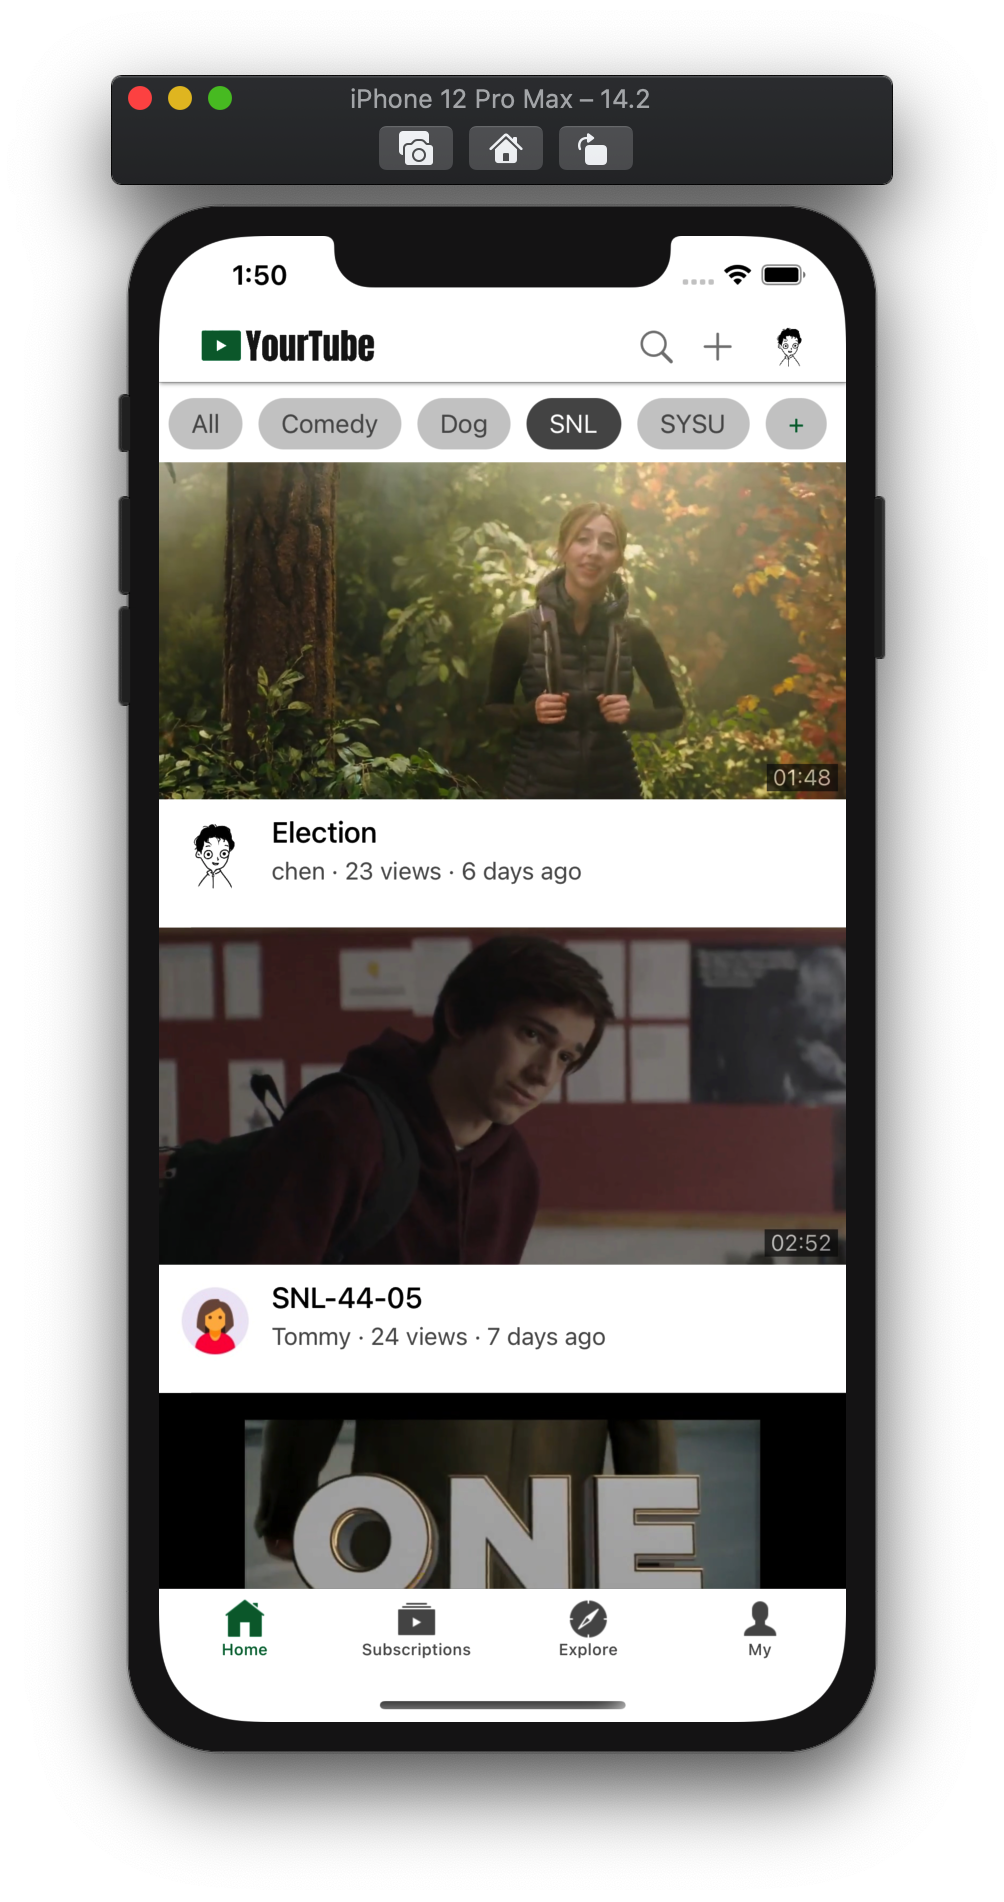 iPhone 12 Pro Max – 14.2
1:50
YourTube
All Comedy Dog SNL SYSU +
01:48
Election
chen · 23 views · 6 days ago
02:52
SNL-44-05
Tommy · 24 views · 7 days ago
ONE
Home Subscriptions Explore My